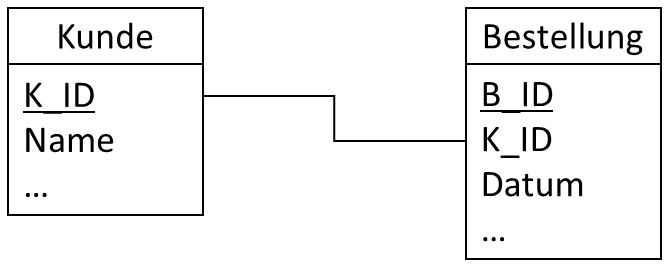 Kunde
K_ID
Name
...
Bestellung
B_ID
K_ID
Datum
...